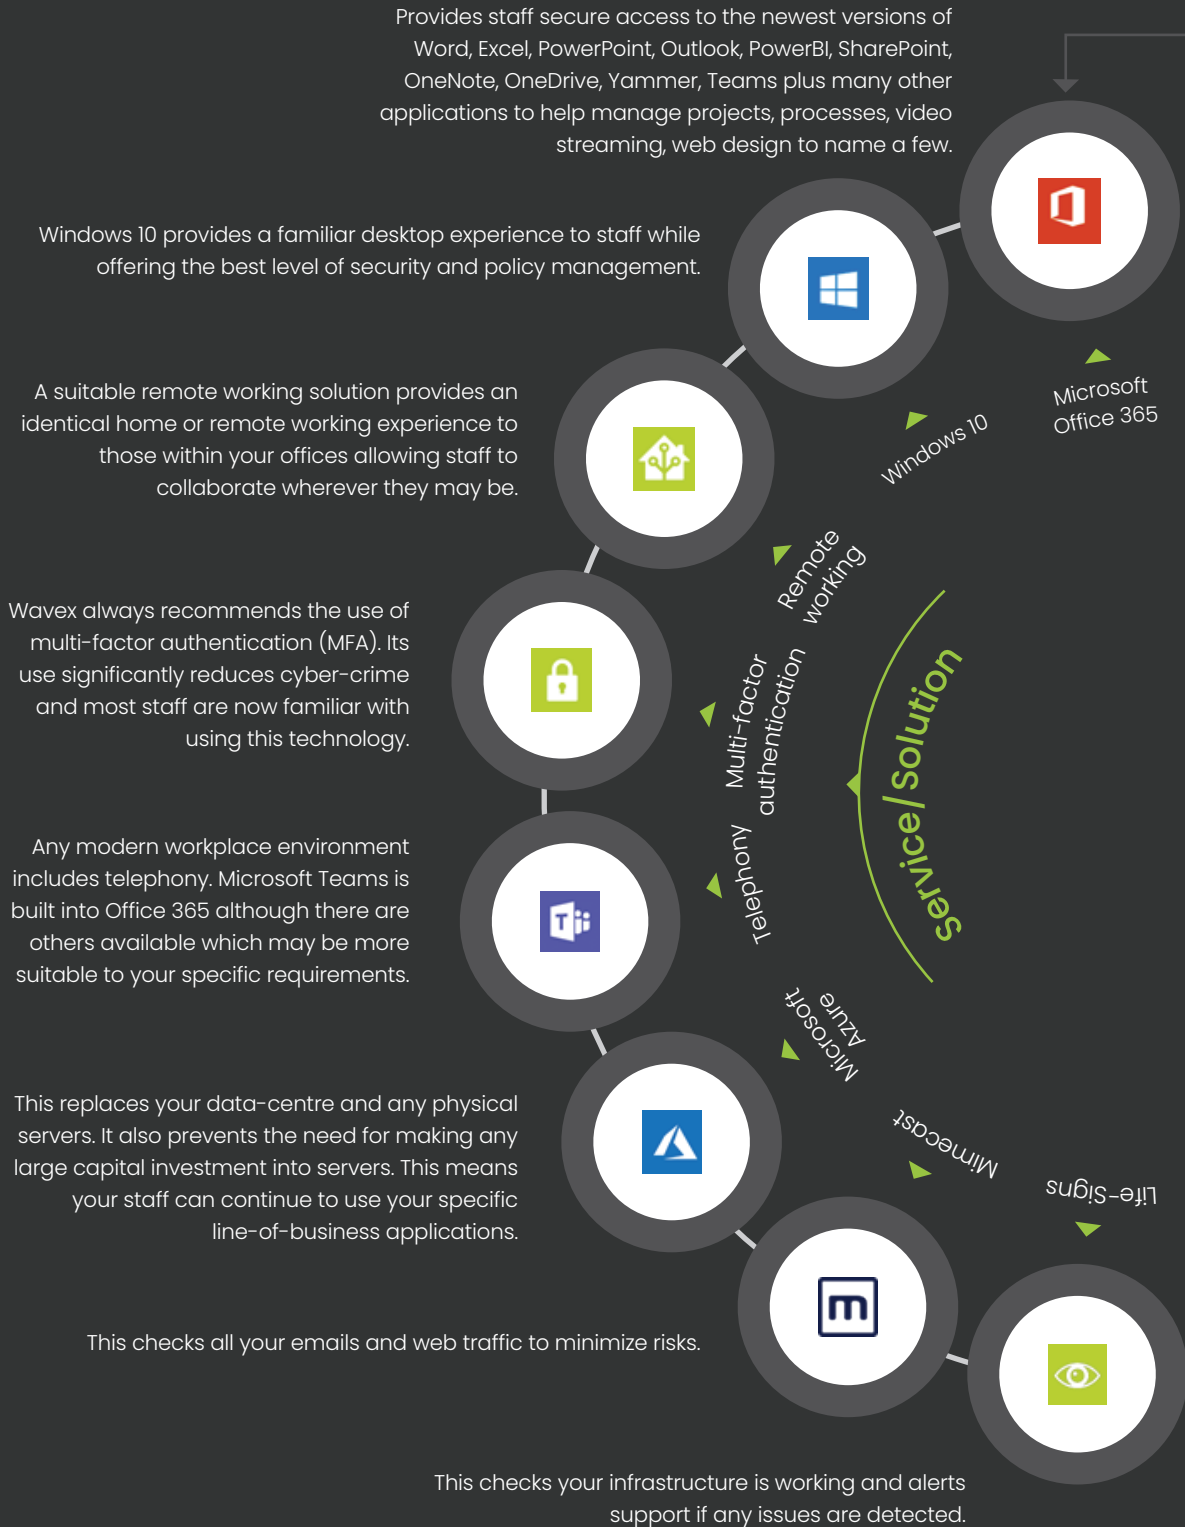 Provides staff secure access to the newest versions of
Word, Excel, PowerPoint, Outlook, PowerBI, SharePoint,
OneNote, OneDrive, Yammer, Teams plus many other
applications to help manage projects, processes, video
streaming, web design to name a few.
Microsoft
Office 365
Windows 10 provides a familiar desktop experience to staff while
offering the best level of security and policy management.
Windows 10
A suitable remote working solution provides an
identical home or remote working experience to
those within your offices allowing staff to
collaborate wherever they may be.
Remote
working
Wavex always recommends the use of
multi-factor authentication (MFA). Its
use significantly reduces cyber-crime
and most staff are now familiar with
using this technology.
Multi-factor
authentication
Service/Solution
Any modern workplace environment
includes telephony. Microsoft Teams is
built into Office 365 although there are
others available which may be more
suitable to your specific requirements.
T
Telephony
This replaces your data-centre and any physical
servers. It also prevents the need for making any
large capital investment into servers. This means
your staff can continue to use your specific
line-of-business applications.
Microsoft
Azure
This checks all your emails and web traffic to minimize risks.
m
Mimecast
Life-Signs
This checks your infrastructure is working and alerts
support if any issues are detected.